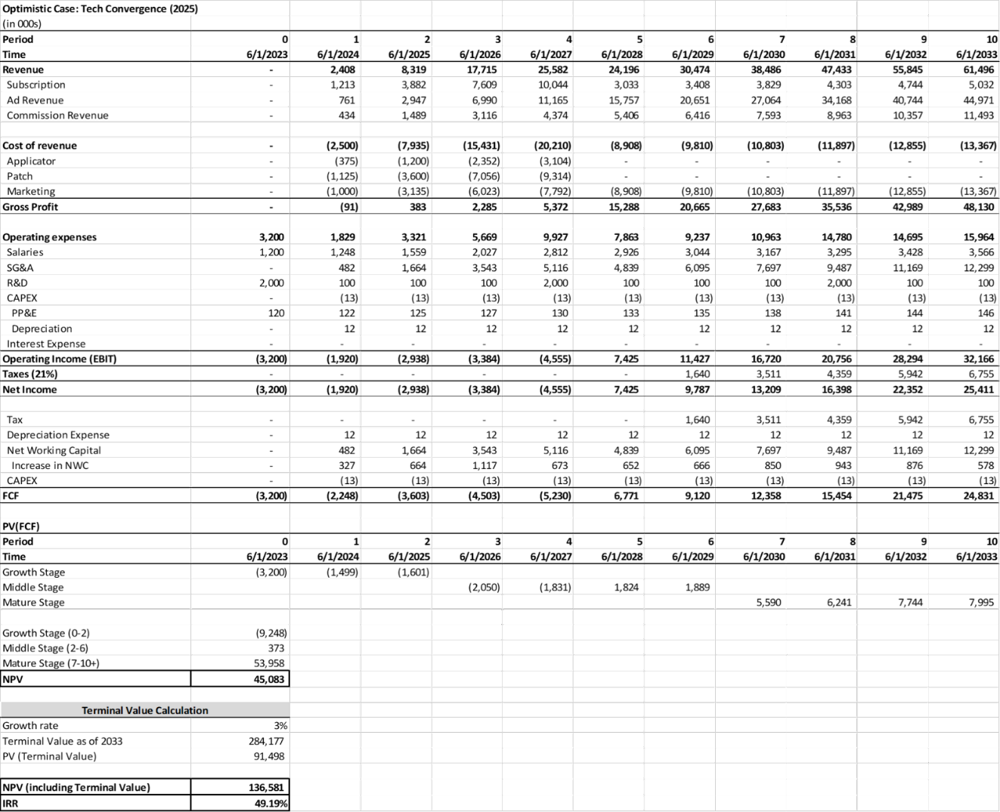 Optimistic Case: Tech Convergence (2025)
(in 000s)
Period 0 1 2 3 4 5 6 7 8 9 10
Time 6/1/2023 6/1/2024 6/1/2025 6/1/2026 6/1/2027 6/1/2028 6/1/2029 6/1/2030 6/1/2031 6/1/2032 6/1/2033
Revenue - 2,408 8,319 17,715 25,582 24,196 30,474 38,486 47,433 55,845 61,496
Subscription - 1,213 3,882 7,609 10,044 3,033 3,408 3,829 4,303 4,744 5,032
Ad Revenue - 761 2,947 6,990 11,165 15,757 20,651 27,064 34,168 40,744 44,971
Commission Revenue - 434 1,489 3,116 4,374 5,406 6,416 7,593 8,963 10,357 11,493
Cost of revenue - (2,500) (7,935) (15,431) (20,210) (8,908) (9,810) (10,803) (11,897) (12,855) (13,367)
Applicator - (375) (1,200) (2,352) (3,104) - - - - - -
Patch - (1,125) (3,600) (7,056) (9,314) - - - - - -
Marketing - (1,000) (3,135) (6,023) (7,792) (8,908) (9,810) (10,803) (11,897) (12,855) (13,367)
Gross Profit - (91) 383 2,285 5,372 15,288 20,665 27,683 35,536 42,989 48,130
Operating expenses 3,200 1,829 3,321 5,669 9,927 7,863 9,237 10,963 14,780 14,695 15,964
Salaries 1,200 1,248 1,559 2,027 2,812 2,926 3,044 3,167 3,295 3,428 3,566
SG&A - 482 1,664 3,543 5,116 4,839 6,095 7,697 9,487 11,169 12,299
R&D 2,000 100 100 100 2,000 100 100 100 2,000 100 100
CAPEX - (13) (13) (13) (13) (13) (13) (13) (13) (13) (13)
PP&E 120 122 125 127 130 133 135 138 141 144 146
Depreciation - 12 12 12 12 12 12 12 12 12 12
Interest Expense - - - - - - - - - - -
Operating Income (EBIT) (3,200) (1,920) (2,938) (3,384) (4,555) 7,425 11,427 16,720 20,756 28,294 32,166
Taxes (21%) - - - - - - 1,640 3,511 4,359 5,942 6,755
Net Income (3,200) (1,920) (2,938) (3,384) (4,555) 7,425 9,787 13,209 16,398 22,352 25,411
Tax - - - - - - 1,640 3,511 4,359 5,942 6,755
Depreciation Expense - 12 12 12 12 12 12 12 12 12 12
Net Working Capital - 482 1,664 3,543 5,116 4,839 6,095 7,697 9,487 11,169 12,299
Increase in NWC - 327 664 1,117 673 652 666 850 943 876 578
CAPEX - (13) (13) (13) (13) (13) (13) (13) (13) (13) (13)
FCF (3,200) (2,248) (3,603) (4,503) (5,230) 6,771 9,120 12,358 15,454 21,475 24,831
PV(FCF)
Period 0 1 2 3 4 5 6 7 8 9 10
Time 6/1/2023 6/1/2024 6/1/2025 6/1/2026 6/1/2027 6/1/2028 6/1/2029 6/1/2030 6/1/2031 6/1/2032 6/1/2033
Growth Stage (3,200) (1,499) (1,601)
Middle Stage (2,050) (1,831) 1,824 1,889
Mature Stage 5,590 6,241 7,744 7,995
Growth Stage (0-2) (9,248)
Middle Stage (2-6) 373
Mature Stage (7-10+) 53,958
NPV 45,083
Terminal Value Calculation
Growth rate 3%
Terminal Value as of 2033 284,177
PV (Terminal Value) 91,498
NPV (including Terminal Value) 136,581
IRR 49.19%